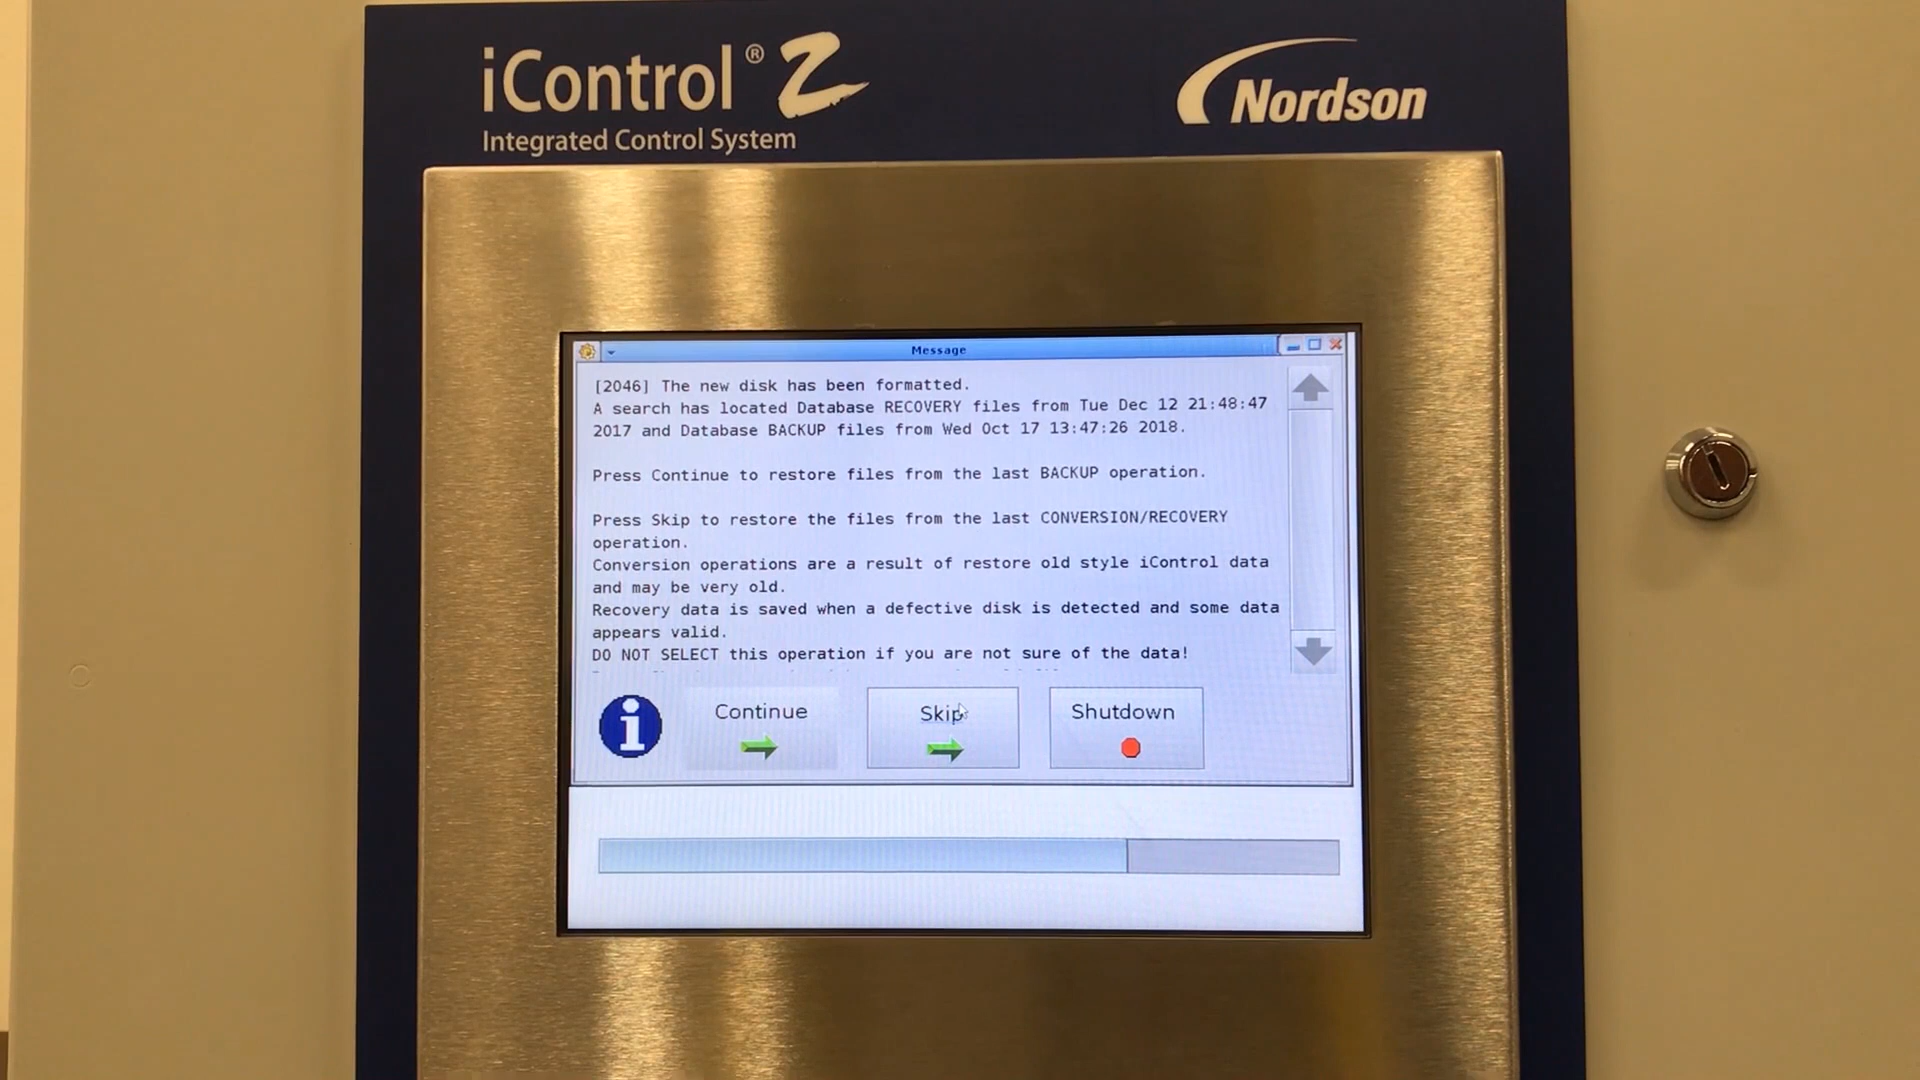 iControl® 2
Integrated Control System
Nordson
Message
[2046] The new disk has been formatted.
A search has located Database RECOVERY files from Tue Dec 12 21:48:47
2017 and Database BACKUP files from Wed Oct 17 13:47:26 2018.
Press Continue to restore files from the last BACKUP operation.
Press Skip to restore the files from the last CONVERSION/RECOVERY
operation.
Conversion operations are a result of restore old style iControl data
and may be very old.
Recovery data is saved when a defective disk is detected and some data
appears valid.
DO NOT SELECT this operation if you are not sure of the data!
Continue
Skip
Shutdown